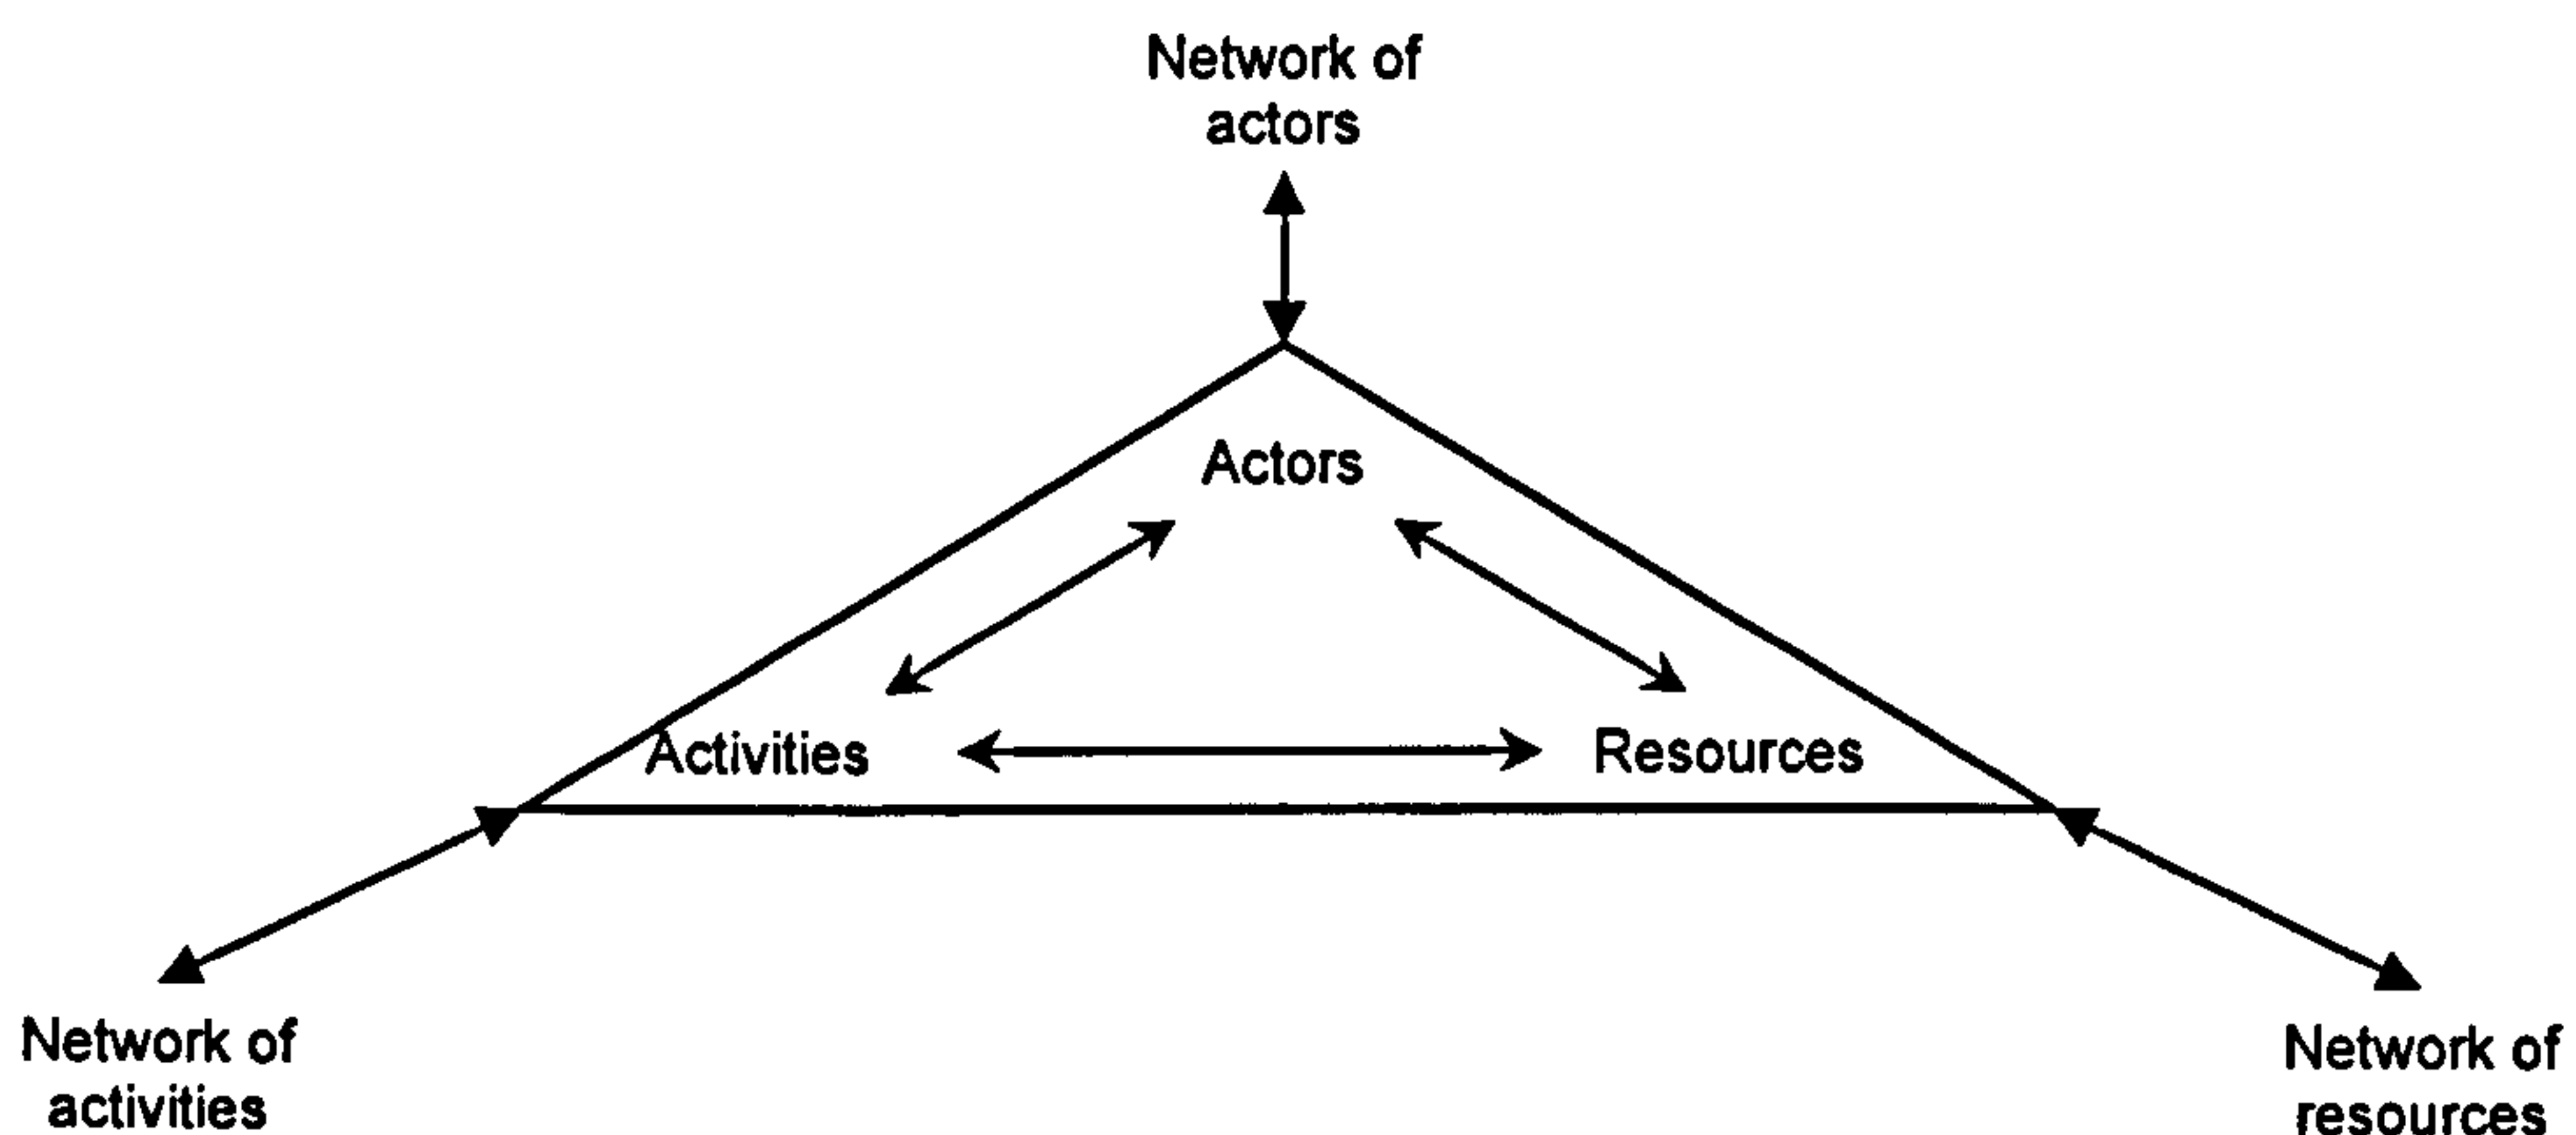 Network of
actors
Actors
Activities
Resources
Network of
activities
Network of
resources